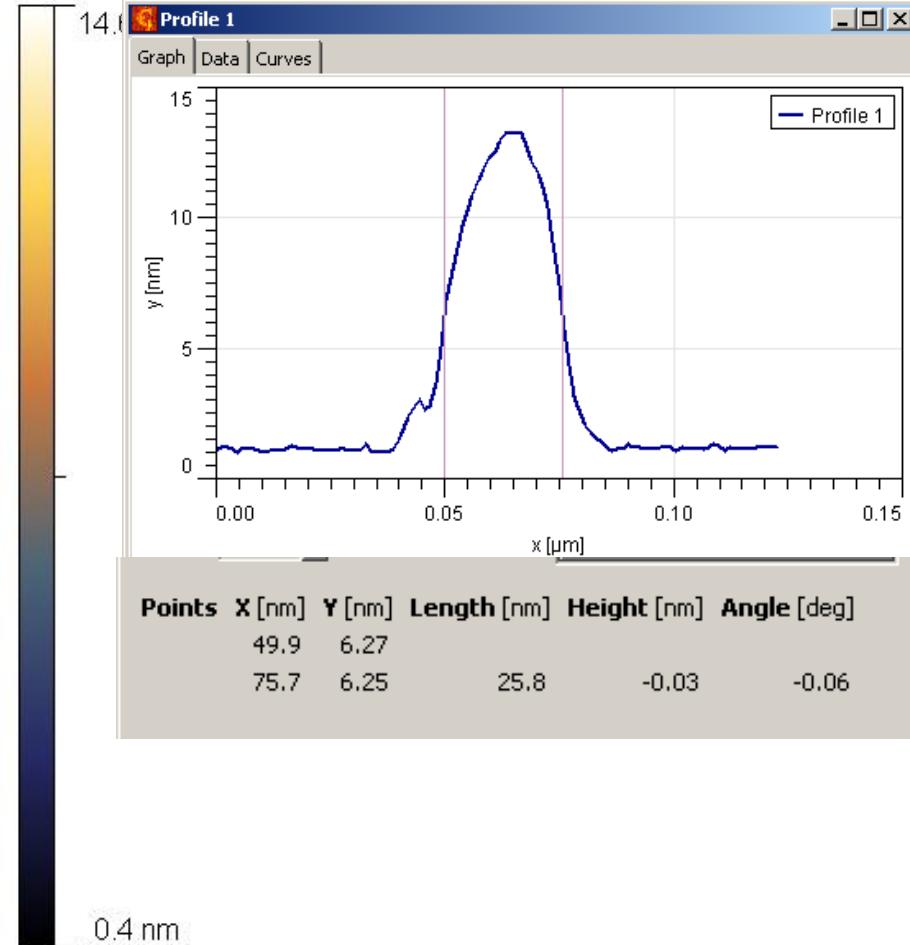 14.
Profile 1
Graph Data Curves
Profile 1
15
10
5
0
y [nm]
0.00 0.05 0.10 0.15
x [µm]
Points X [nm] Y [nm] Length [nm] Height [nm] Angle [deg]
49.9 6.27
75.7 6.25 25.8 -0.03 -0.06
0.4 nm